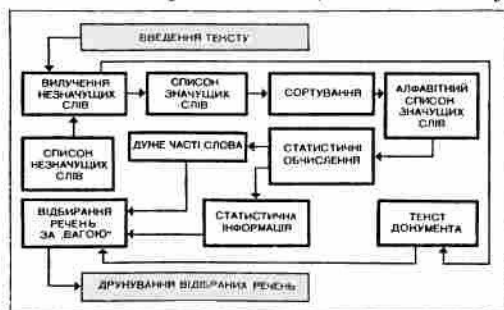 ВВЕДЕННЯ ТЕКСТУ
ВИЛУЧЕННЯ
НЕЗНАЧУЩИХ
СЛІВ
СПИСОК
ЗНАЧУЩИХ
СЛІВ
СОРТУВАННЯ
АЛФАВІТНИЙ
СПИСОК
ЗНАЧУЩИХ
СЛІВ
СПИСОК
НЕЗНАЧУЩИХ
СЛІВ
ДУЖЕ ЧАСТІ СЛОВА
СТАТИСТИЧНІ
ОБЧИСЛЕННЯ
ВІДБИРАННЯ
РЕЧЕНЬ
ЗА „ВАГОЮ"
СТАТИСТИЧНА
ІНФОРМАЦІЯ
ТЕКСТ
ДОКУМЕНТА
ДРУКУВАННЯ ВІДІБРАНИХ РЕЧЕНЬ